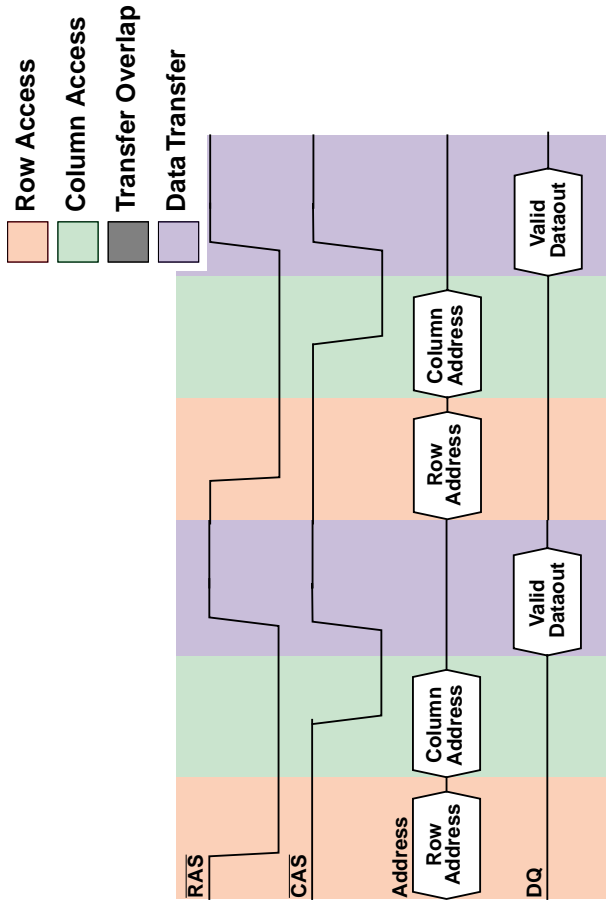 Row Access
Column Access
Transfer Overlap
Data Transfer
RAS
CAS
Address
Row
Address
Column
Address
Row
Address
Column
Address
DQ
Valid
Dataout
Valid
Dataout